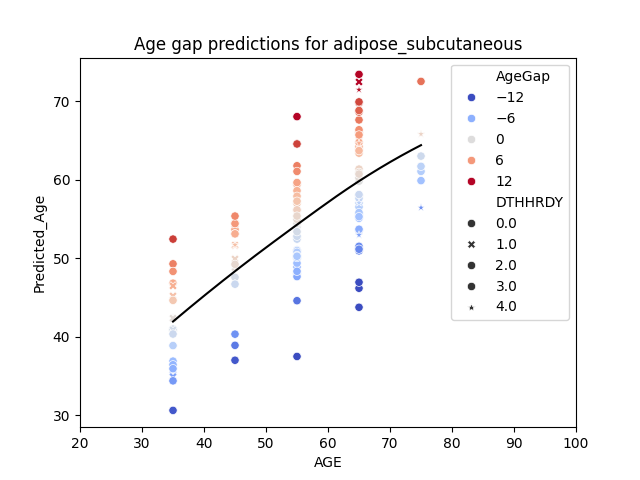 Age gap predictions for adipose_subcutaneous
Predicted_Age
70
60
50
40
30
20 30 40 50 60 70 80 90 100
AGE
AgeGap
−12
−6
0
6
12
DTHHRDY
0.0
1.0
2.0
3.0
4.0